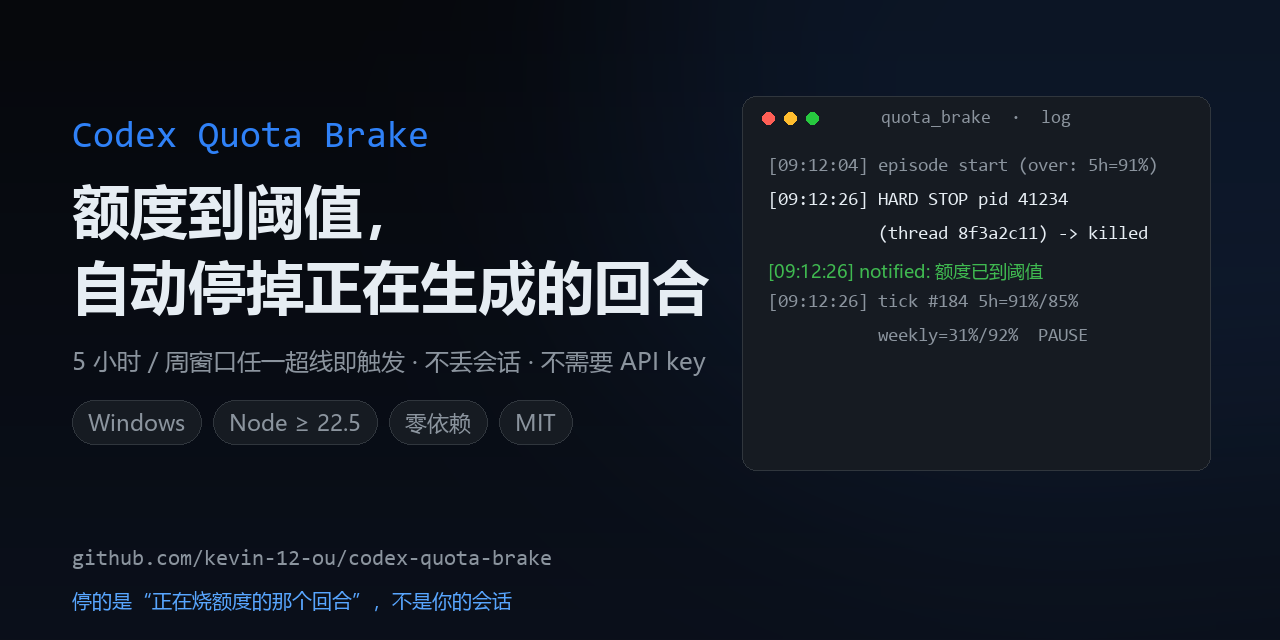 Codex Quota Brake
额度到阈值，
自动停掉正在生成的回合
5 小时 / 周窗口任一超线即触发 · 不丢会话 · 不需要 API key
Windows
Node ≥ 22.5
零依赖
MIT
github.com/kevin-12-ou/codex-quota-brake
停的是“正在烧额度的那个回合”，不是你的会话
quota_brake · log
[09:12:04] episode start (over: 5h=91%)
[09:12:26] HARD STOP pid 41234
(thread 8f3a2c11) -> killed
[09:12:26] notified: 额度已到阈值
[09:12:26] tick #184 5h=91%/85%
weekly=31%/92% PAUSE